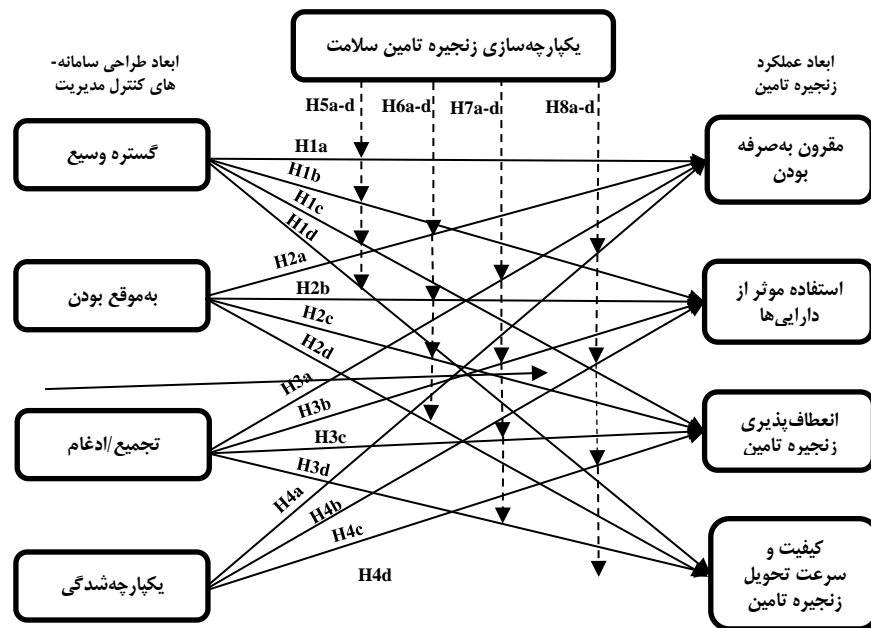 یکپارچه‌سازی زنجیره تامین سلامت
ابعاد عملکرد
زنجیره تامین
ابعاد طراحی سامانه-
های کنترل مدیریت
H5a-d
H6a-d
H7a-d
H8a-d
مقرون به‌صرفه
بودن
گستره وسیع
H1a
H1b
H1c
H1d
استفاده موثر از
دارایی‌ها
به‌موقع بودن
H2a
H2b
H2c
H2d
انعطاف‌پذیری
زنجیره تامین
تجمیع/ادغام
H3a
H3b
H3c
H3d
کیفیت و
سرعت تحویل
زنجیره تامین
یکپارچه‌شدگی
H4a
H4b
H4c
H4d